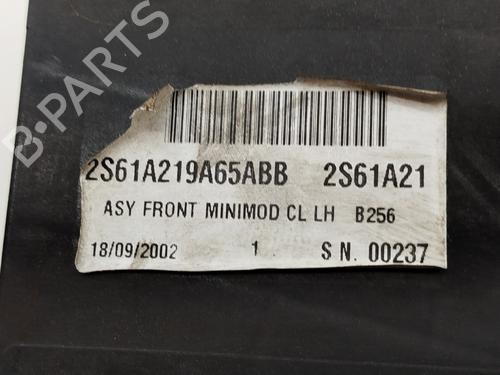 B-PARTS
2S61A219A65ABB 2S61A21
ASY FRONT MINIMOD CL LH B256
18/09/2002 1 S N. 00237